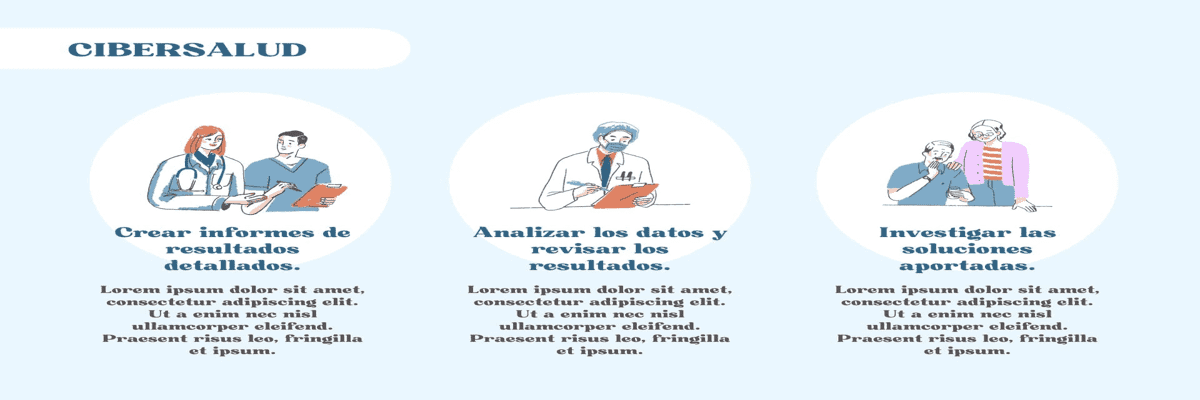 CIBERSALUD
Crear informes de
resultados
detallados.
Lorem ipsum dolor sit amet,
consectetur adipiscing elit.
Ut a enim nec nisl
ullamcorper eleifend.
Praesent risus leo, fringilla
et ipsum.
Analizar los datos y
revisar los
resultados.
Lorem ipsum dolor sit amet,
consectetur adipiscing elit.
Ut a enim nec nisl
ullamcorper eleifend.
Praesent risus leo, fringilla
et ipsum.
Investigar las
soluciones
aportadas.
Lorem ipsum dolor sit amet,
consectetur adipiscing elit.
Ut a enim nec nisl
ullamcorper eleifend.
Praesent risus leo, fringilla
et ipsum.